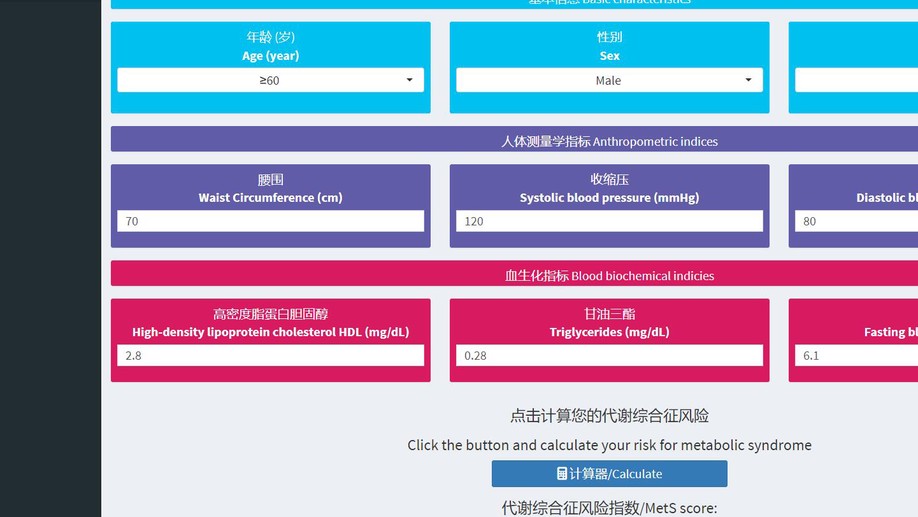 基本信息 Basic characteristics
年龄 (岁)
Age (year)
≥60
性别
Sex
Male
人体测量学指标 Anthropometric indices
腰围
Waist Circumference (cm)
70
收缩压
Systolic blood pressure (mmHg)
120
Diastolic
80
血生化指标 Blood biochemical indicies
高密度脂蛋白胆固醇
High-density lipoprotein cholesterol HDL (mg/dL)
2.8
甘油三酯
Triglycerides (mg/dL)
0.28
Fasting
6.1
点击计算您的代谢综合征风险
Click the button and calculate your risk for metabolic syndrome
计算器/Calculate
代谢综合征风险指数/MetS score: